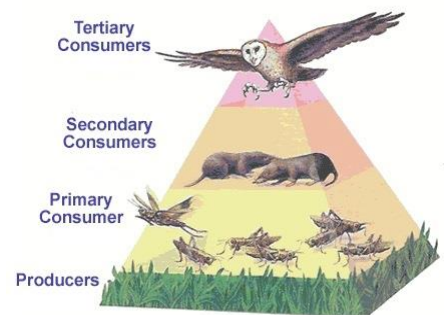 Tertiary
Consumers
Secondary
Consumers
Primary
Consumer
Producers